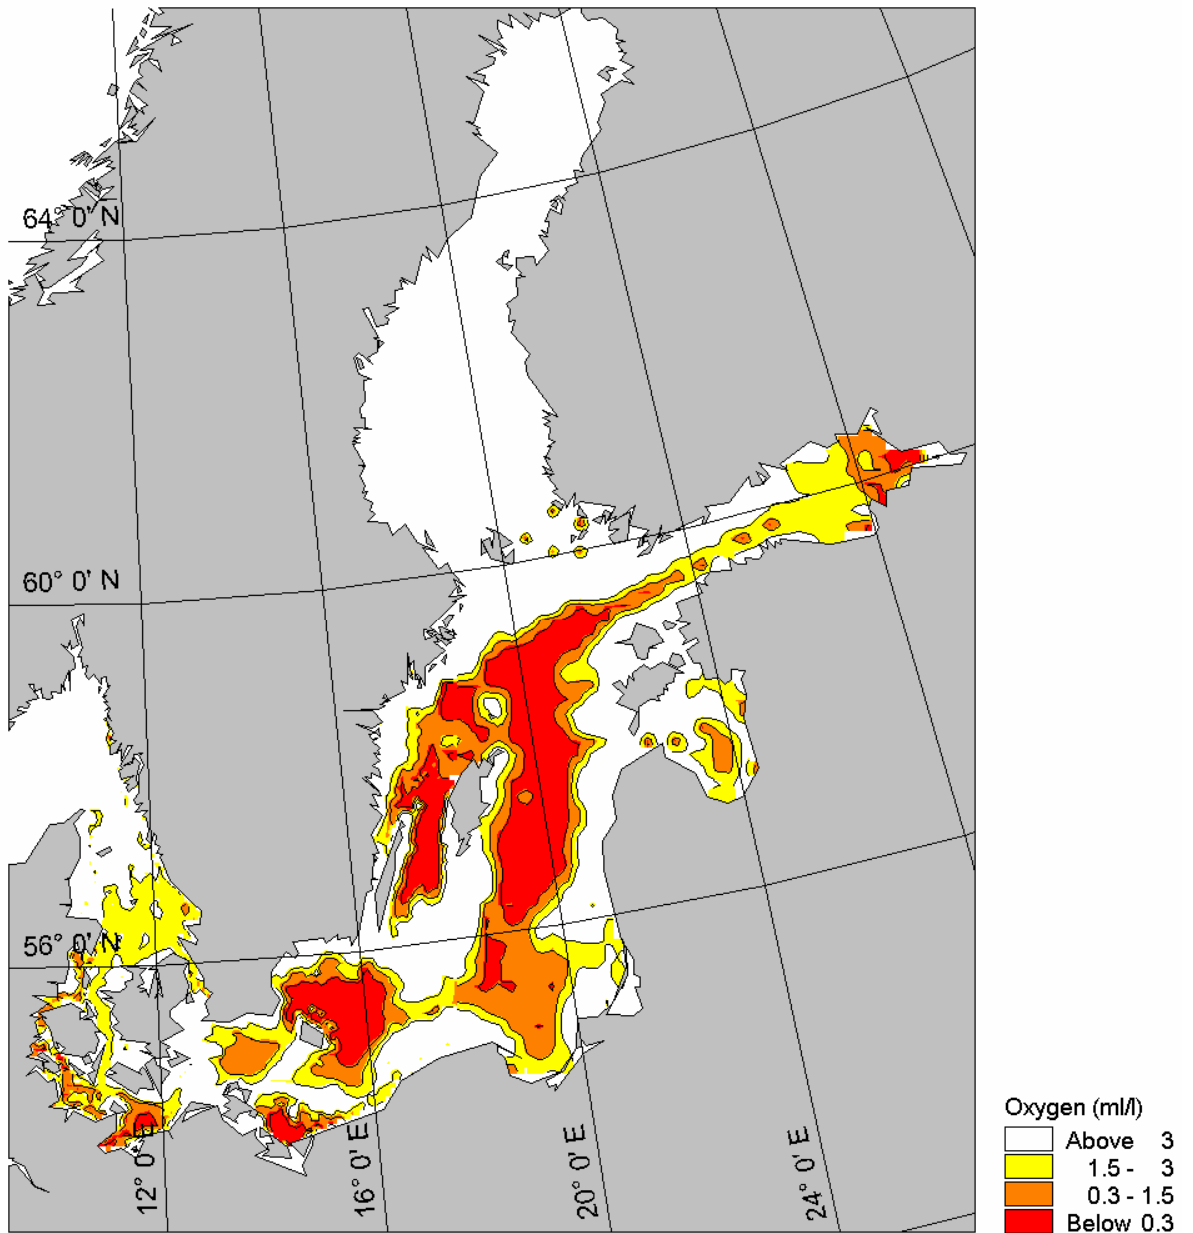 64° 0' N
60° 0' N
56° 0' N
12° 0' E
16° 0' E
20° 0' E
24° 0' E
Oxygen (ml/l)
Above 3
1.5 - 3
0.3 - 1.5
Below 0.3